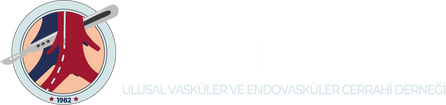 1982
ULUSAL VASKÜLER VE ENDOVASKÜLER CERRAHİ DERNEĞİ